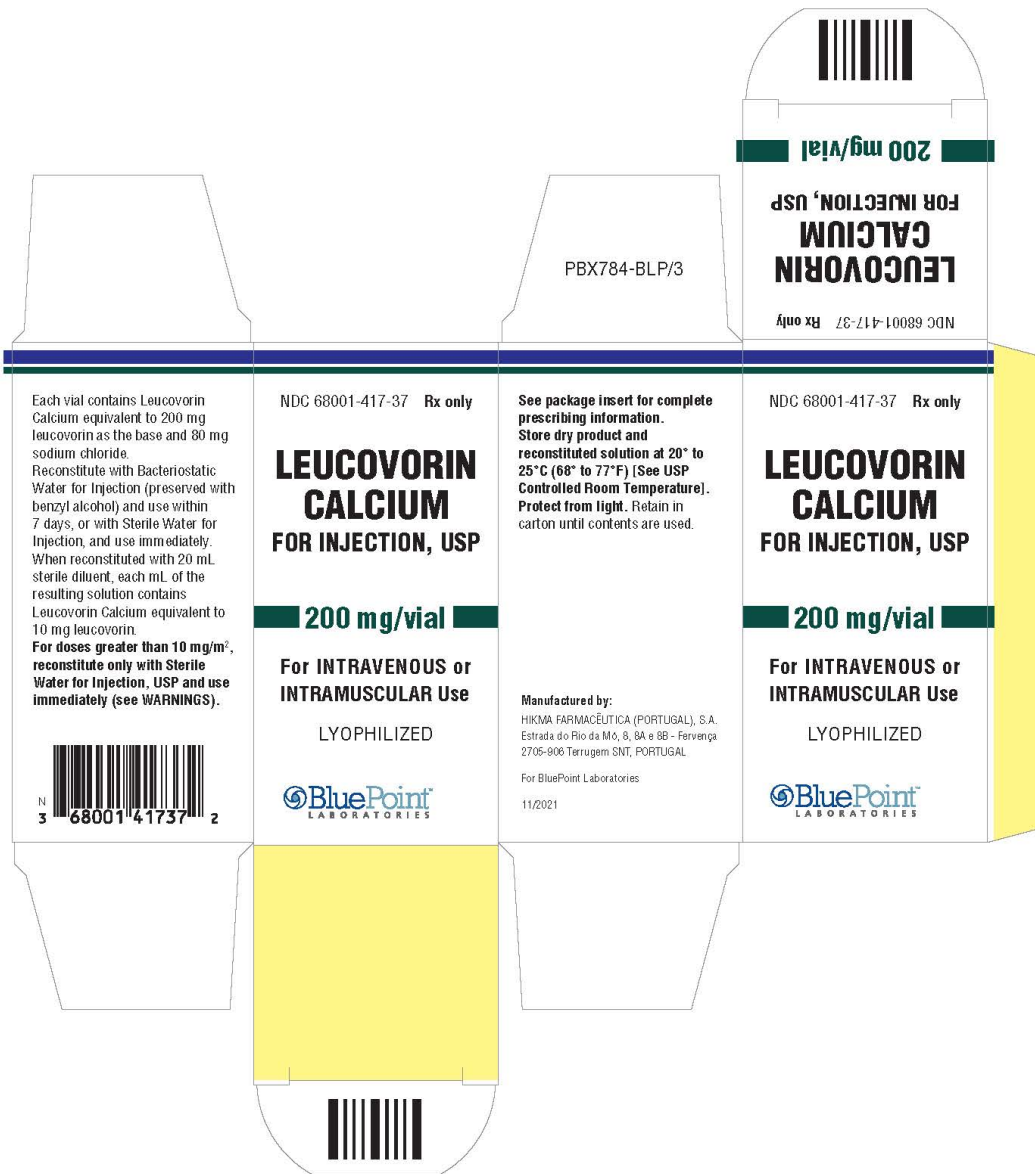 200 mg/vial
LEUCOVORIN
CALCIUM
FOR INJECTION, USP
NDC 68001-417-37 Rx only
PBX784-BLP/3
Each vial contains Leucovorin
Calcium equivalent to 200 mg
leucovorin as the base and 80 mg
sodium chloride.
Reconstitute with Bacteriostatic
Water for Injection (preserved with
benzyl alcohol) and use within
7 days, or with Sterile Water for
Injection, and use immediately.
When reconstituted with 20 mL
sterile diluent, each mL of the
resulting solution contains
Leucovorin Calcium equivalent to
10 mg leucovorin.
For doses greater than 10 mg/m²,
reconstitute only with Sterile
Water for Injection, USP and use
immediately (see WARNINGS).
N
3 68001 41737 2
NDC 68001-417-37 Rx only
LEUCOVORIN
CALCIUM
FOR INJECTION, USP
200 mg/vial
For INTRAVENOUS or
INTRAMUSCULAR Use
LYOPHILIZED
BluePoint™
LABORATORIES
See package insert for complete
prescribing information.
Store dry product and
reconstituted solution at 20° to
25°C (68° to 77°F) [See USP
Controlled Room Temperature].
Protect from light. Retain in
carton until contents are used.
Manufactured by:
HIKMA FARMACÊUTICA (PORTUGAL), S.A.
Estrada do Rio da Mó, 8, 8A e 8B - Fervença
2705-906 Terrugem SNT, PORTUGAL
For BluePoint Laboratories
11/2021
NDC 68001-417-37 Rx only
LEUCOVORIN
CALCIUM
FOR INJECTION, USP
200 mg/vial
For INTRAVENOUS or
INTRAMUSCULAR Use
LYOPHILIZED
BluePoint™
LABORATORIES